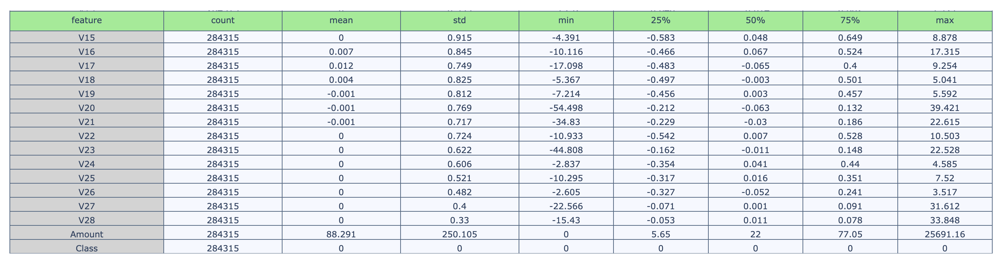 feature count mean std min 25% 50% 75% max
V15 284315 0 0.915 -4.391 -0.583 0.048 0.649 8.878
V16 284315 0.007 0.845 -10.116 -0.466 0.067 0.524 17.315
V17 284315 0.012 0.749 -17.098 -0.483 -0.065 0.4 9.254
V18 284315 0.004 0.825 -5.367 -0.497 -0.003 0.501 5.041
V19 284315 -0.001 0.812 -7.214 -0.456 0.003 0.457 5.592
V20 284315 -0.001 0.769 -54.498 -0.212 -0.063 0.132 39.421
V21 284315 -0.001 0.717 -34.83 -0.229 -0.03 0.186 22.615
V22 284315 0 0.724 -10.933 -0.542 0.007 0.528 10.503
V23 284315 0 0.622 -44.808 -0.162 -0.011 0.148 22.528
V24 284315 0 0.606 -2.837 -0.354 0.041 0.44 4.585
V25 284315 0 0.521 -10.295 -0.317 0.016 0.351 7.52
V26 284315 0 0.482 -2.605 -0.327 -0.052 0.241 3.517
V27 284315 0 0.4 -22.566 -0.071 0.001 0.091 31.612
V28 284315 0 0.33 -15.43 -0.053 0.011 0.078 33.848
Amount 284315 88.291 250.105 0 5.65 22 77.05 25691.16
Class 284315 0 0 0 0 0 0 0